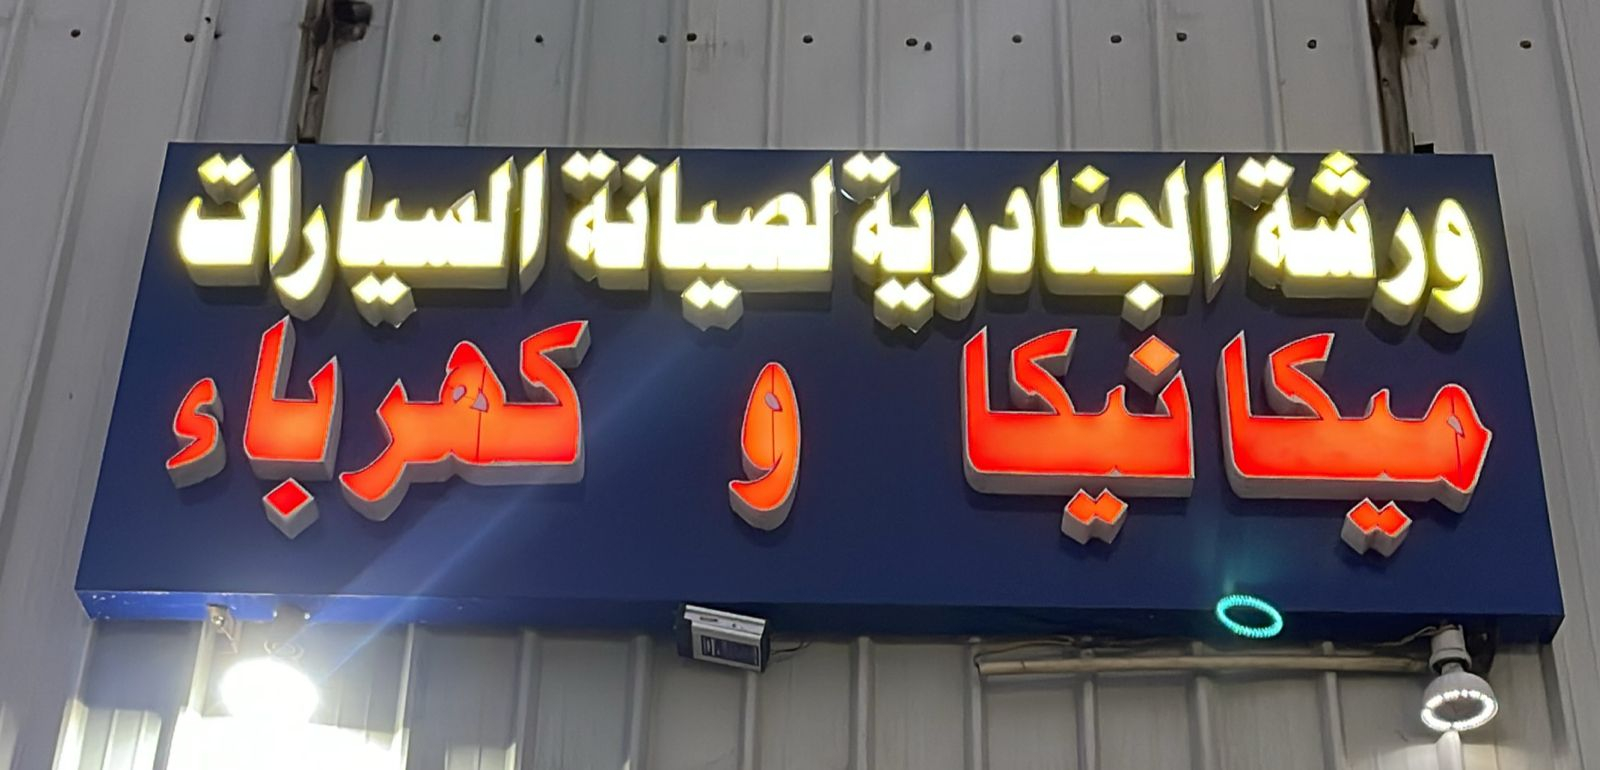 ورشة الجنادرية لصيانة السيارات
ميكانيكا و كهرباء